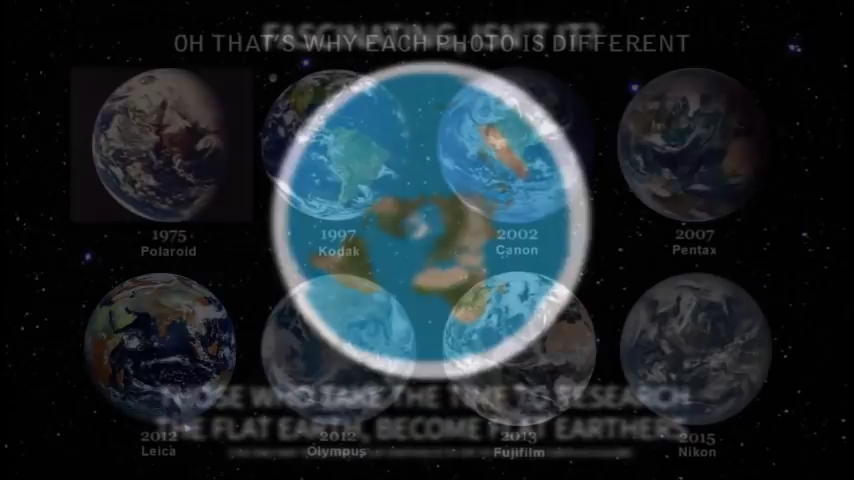 FASCINATING, ISN'T IT?
OH THAT'S WHY EACH PHOTO IS DIFFERENT
1975 1997 2002 2007
Polaroid Kodak Canon Pentax
THOSE WHO TAKE THE TIME TO RESEARCH
THE FLAT EARTH, BECOME FLAT EARTHERS
2012 2012 2013 2015
Leica Olympus Fujifilm Nikon